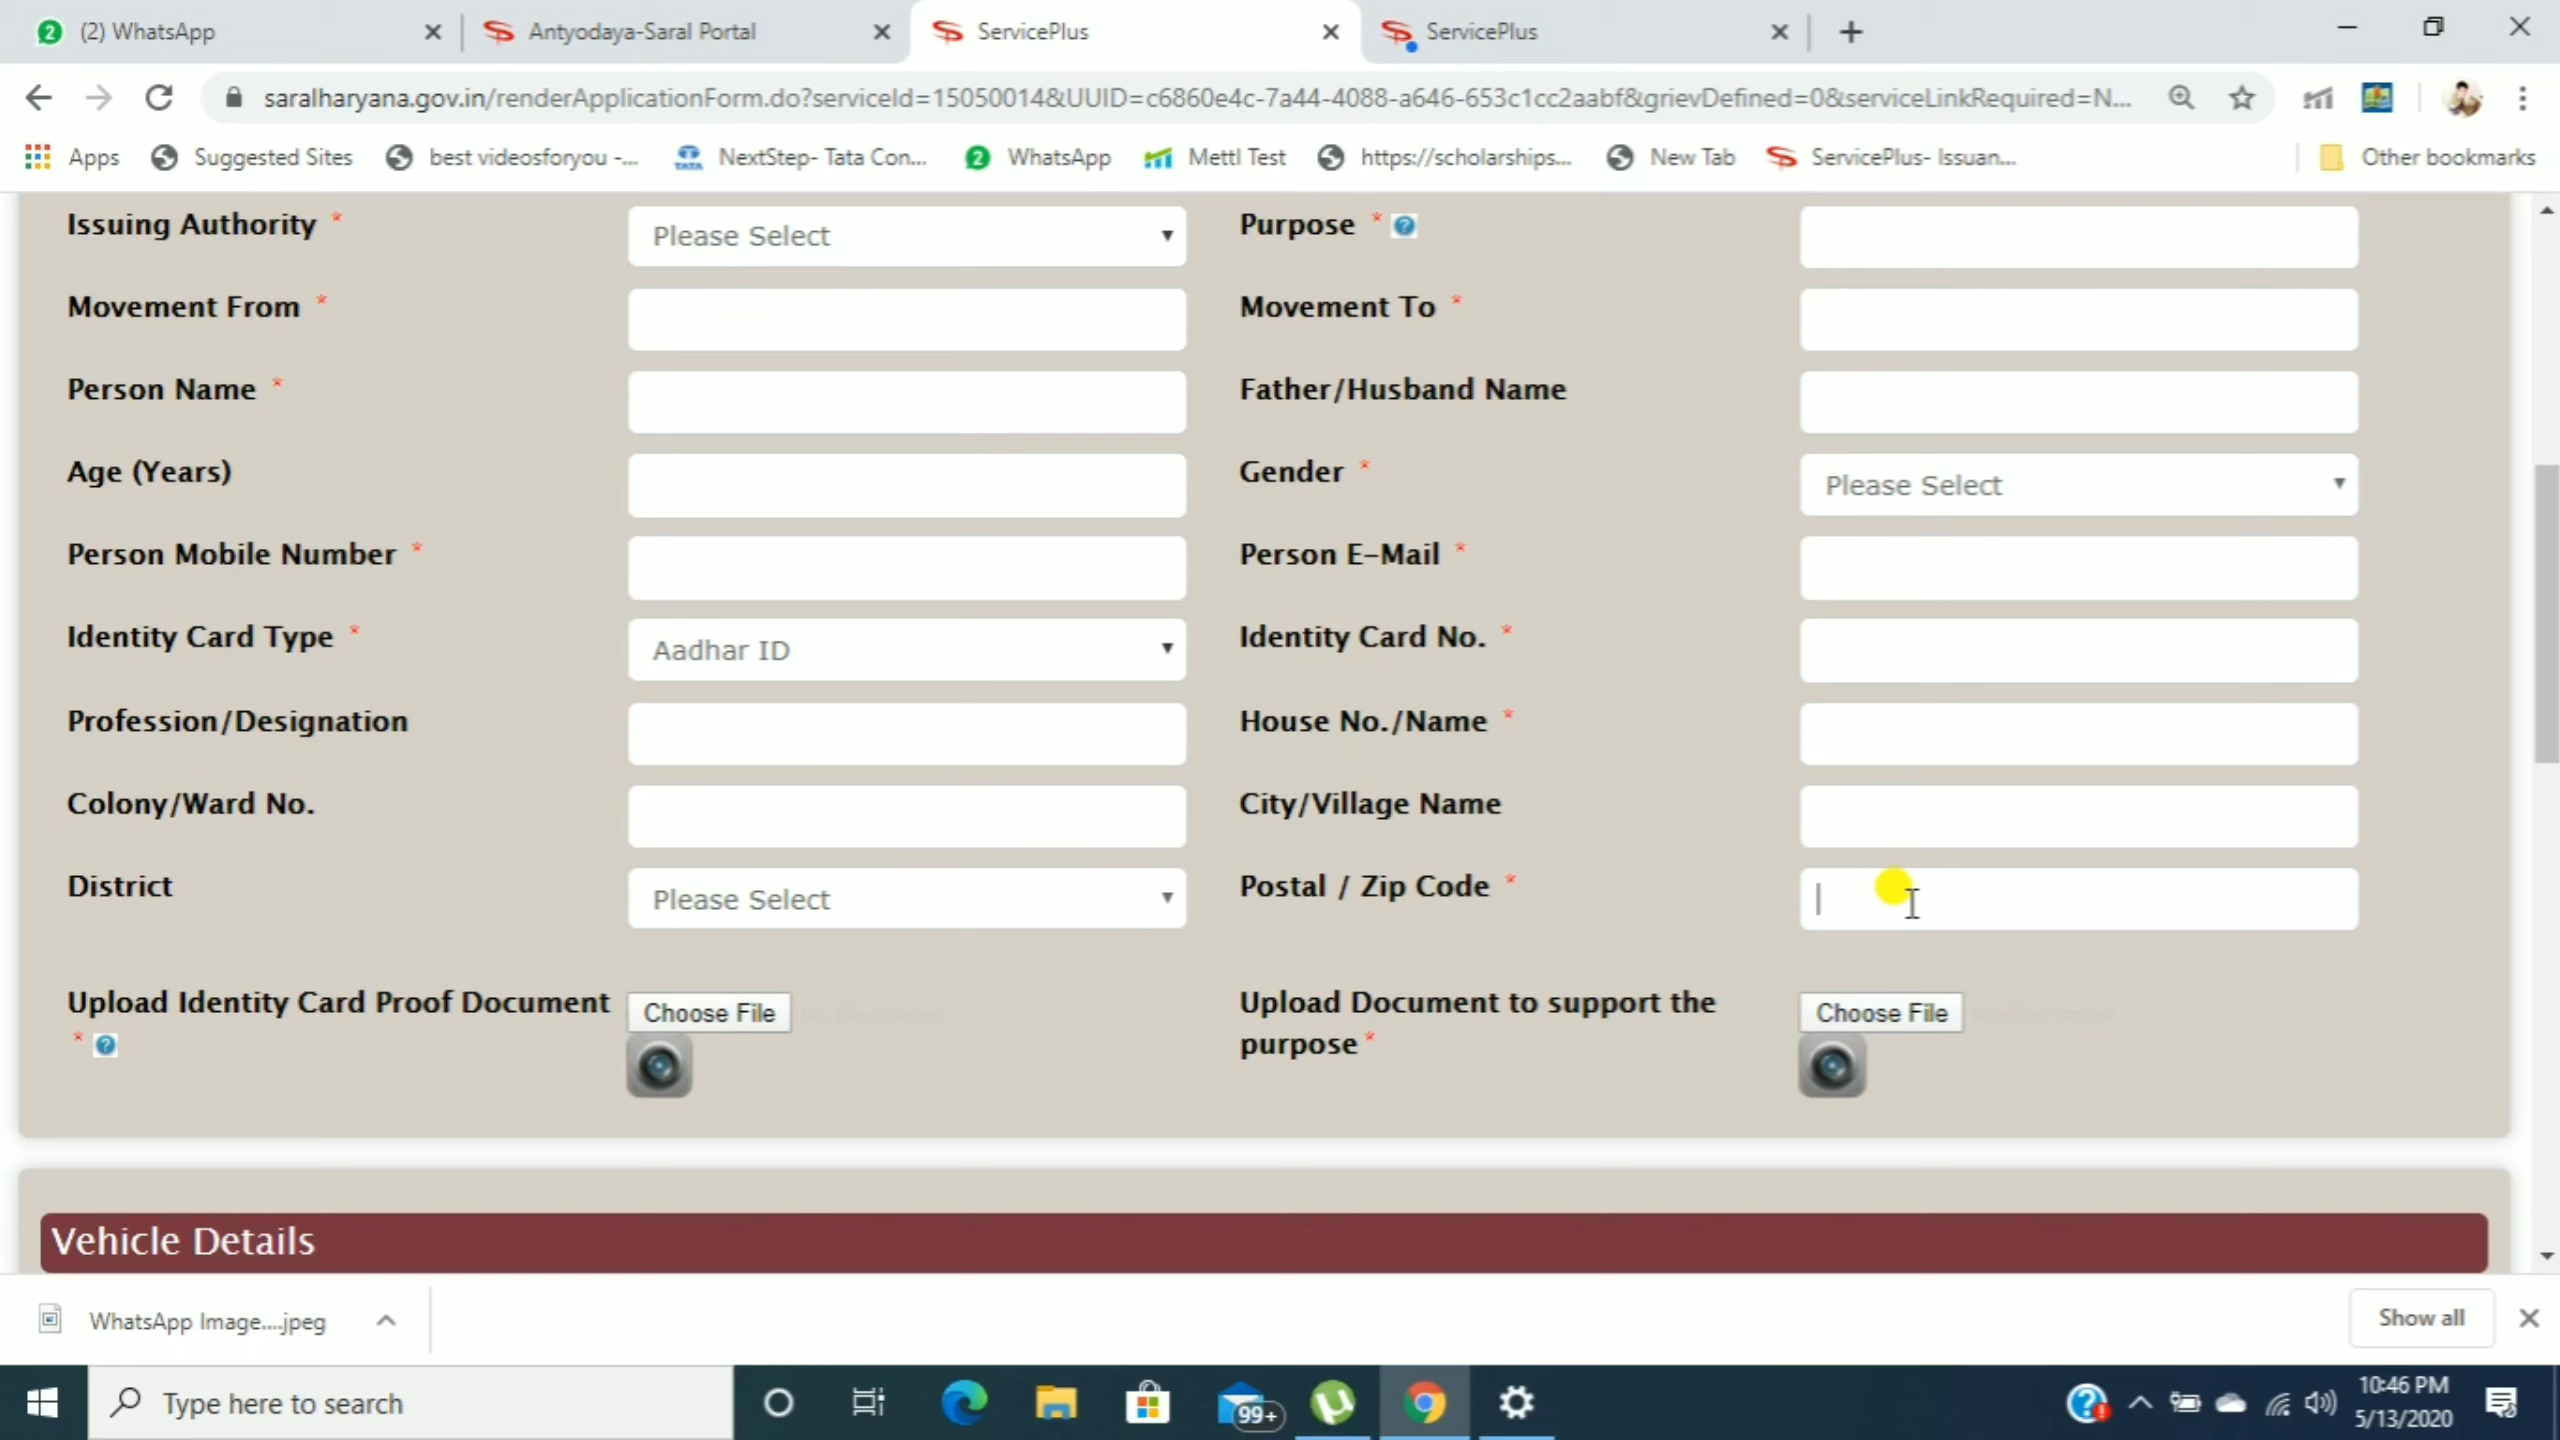 (2) WhatsApp
Antyodaya-Saral Portal
ServicePlus
ServicePlus
saralharyana.gov.in/renderApplicationForm.do?serviceId=15050014&UUID=c6860e4c-7a44-4088-a646-653c1cc2aabf&grievDefined=0&serviceLinkRequired=N...
Apps
Suggested Sites
best videosforyou -...
TATA
NextStep- Tata Con...
2
WhatsApp
Mettl Test
https://scholarships...
New Tab
ServicePlus- Issuan...
Other bookmarks
Issuing Authority *
Please Select
Purpose *
Movement From *
Movement To *
Person Name *
Father/Husband Name
Age (Years)
Gender *
Please Select
Person Mobile Number *
Person E-Mail *
Identity Card Type *
Aadhar ID
Identity Card No. *
Profession/Designation
House No./Name *
Colony/Ward No.
City/Village Name
District
Please Select
Postal / Zip Code *
Upload Identity Card Proof Document
*
Choose File
Upload Document to support the
purpose *
Choose File
Vehicle Details
WhatsApp Image....jpeg
Show all
Type here to search
99+
10:46 PM
5/13/2020